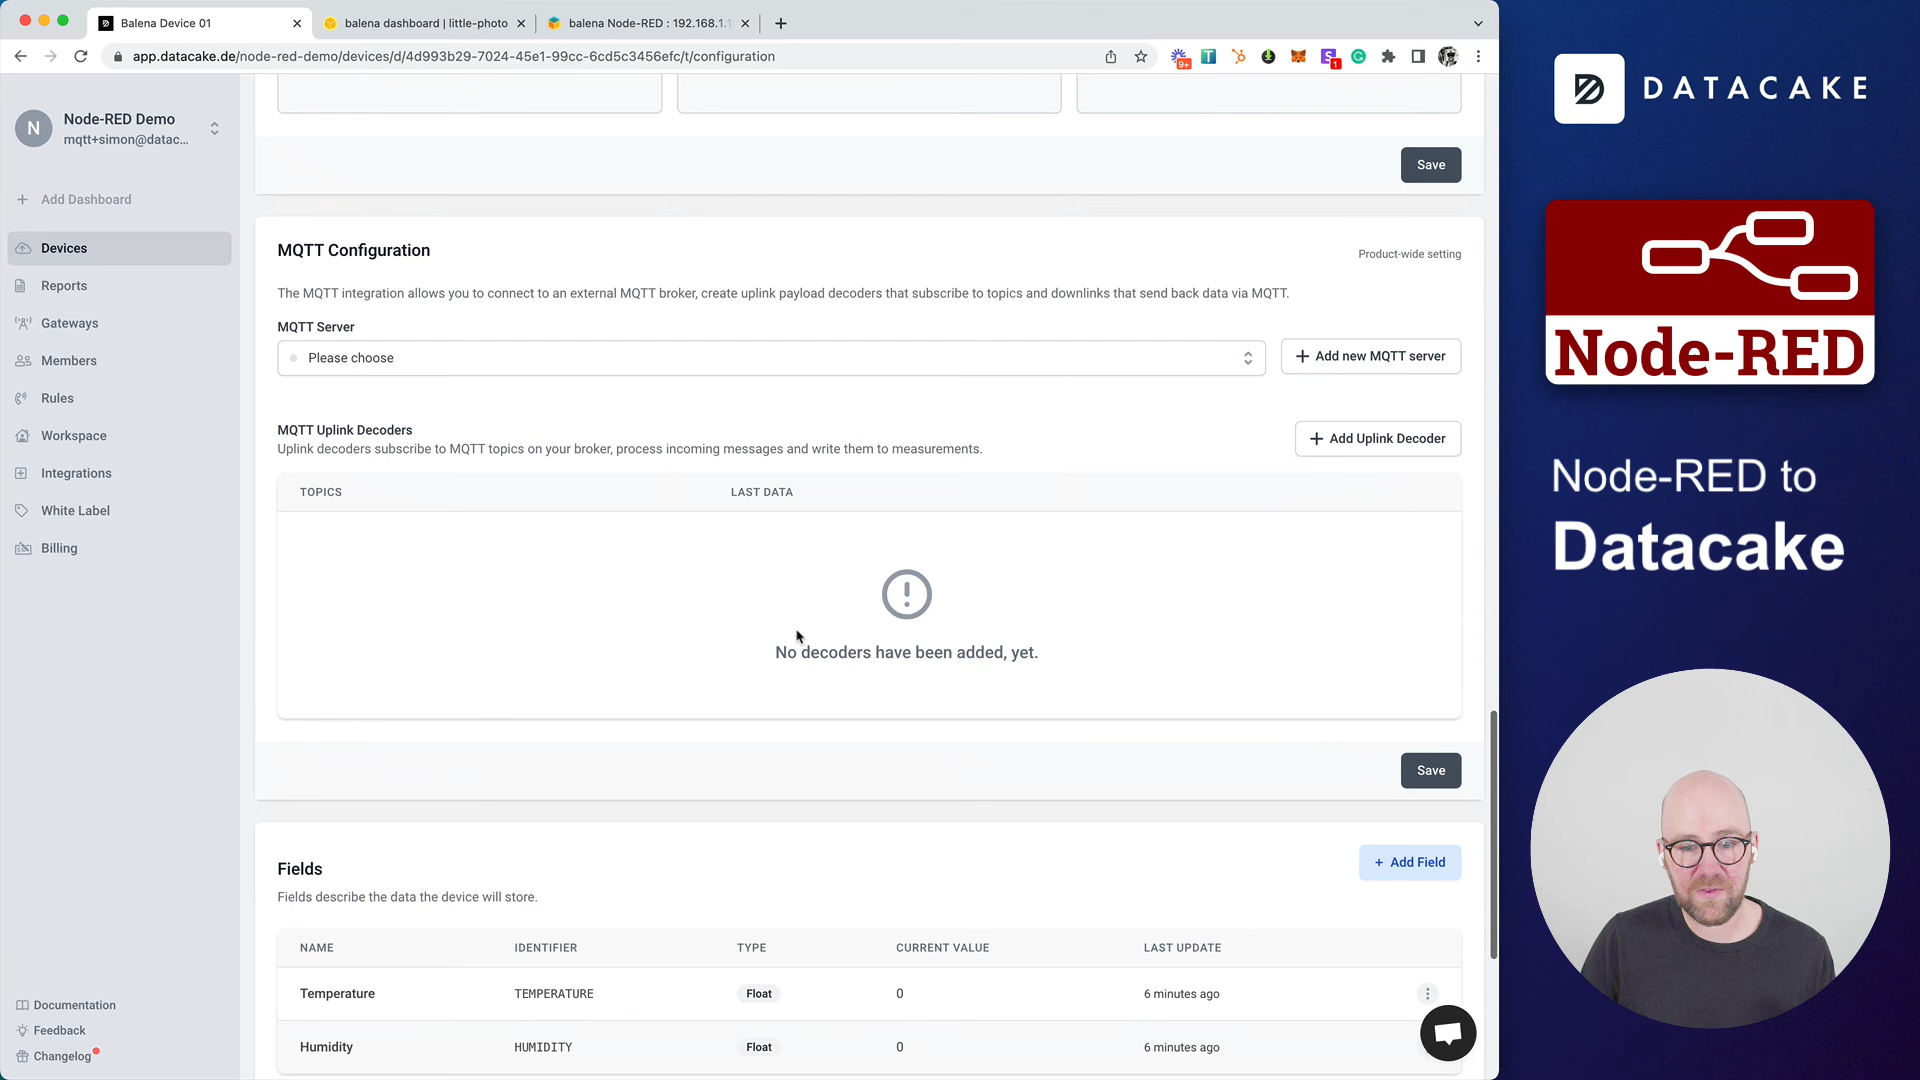 Balena Device 01
balena dashboard | little-photo
balena Node-RED : 192.168.1.1
app.datacake.de/node-red-demo/devices/d/4d993b29-7024-45e1-99cc-6cd5c3456efc/t/configuration
9+
1
N
Node-RED Demo
mqtt+simon@datac...
Add Dashboard
Devices
Reports
Gateways
Members
Rules
Workspace
Integrations
White Label
Billing
Documentation
Feedback
Changelog
Save
MQTT Configuration
Product-wide setting
The MQTT integration allows you to connect to an external MQTT broker, create uplink payload decoders that subscribe to topics and downlinks that send back data via MQTT.
MQTT Server
Please choose
Add new MQTT server
MQTT Uplink Decoders
Uplink decoders subscribe to MQTT topics on your broker, process incoming messages and write them to measurements.
Add Uplink Decoder
TOPICS LAST DATA
No decoders have been added, yet.
Save
Fields
+ Add Field
Fields describe the data the device will store.
NAME IDENTIFIER TYPE CURRENT VALUE LAST UPDATE
Temperature TEMPERATURE Float 0 6 minutes ago
Humidity HUMIDITY Float 0 6 minutes ago
DATACAKE
Node-RED
Node-RED to
Datacake